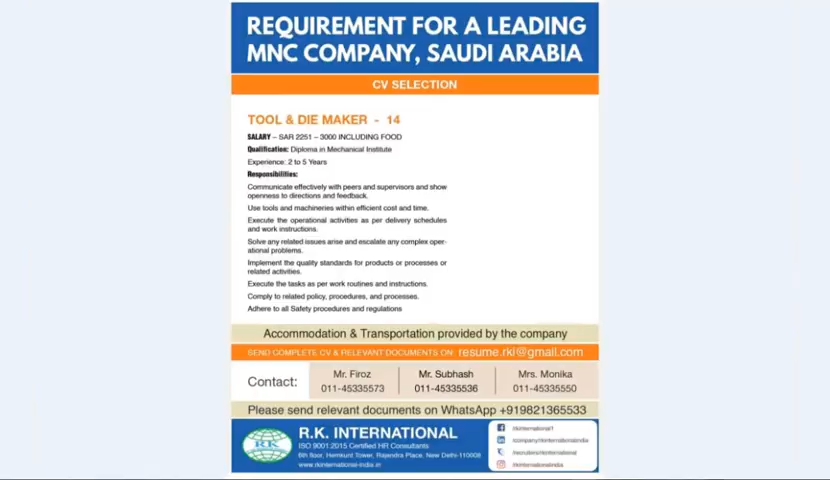 REQUIREMENT FOR A LEADING
MNC COMPANY, SAUDI ARABIA
CV SELECTION
TOOL & DIE MAKER - 14
SALARY – SAR 2251 – 3000 INCLUDING FOOD
Qualification: Diploma in Mechanical Institute
Experience: 2 to 5 Years
Responsibilities:
Communicate effectively with peers and supervisors and show
openness to directions and feedback.
Use tools and machineries within efficient cost and time.
Execute the operational activities as per delivery schedules
and work instructions.
Solve any related issues arise and escalate any complex oper-
ational problems.
Implement the quality standards for products or processes or
related activities.
Execute the tasks as per work routines and instructions.
Comply to related policy, procedures, and processes.
Adhere to all Safety procedures and regulations
Accommodation & Transportation provided by the company
SEND COMPLETE CV & RELEVANT DOCUMENTS ON resume.rki@gmail.com
Contact:
Mr. Firoz
011-45335573
Mr. Subhash
011-45335536
Mrs. Monika
011-45335550
Please send relevant documents on WhatsApp +919821365533
RK
R.K. INTERNATIONAL
ISO 9001:2015 Certified HR Consultants
6th floor, Hemkunt Tower, Rajendra Place, New Delhi-110008
www.rkinternational-india.in
/rkinternational1
/company/rkinternationalindia
/recruiters/rkinternational
/rkinternationalindia